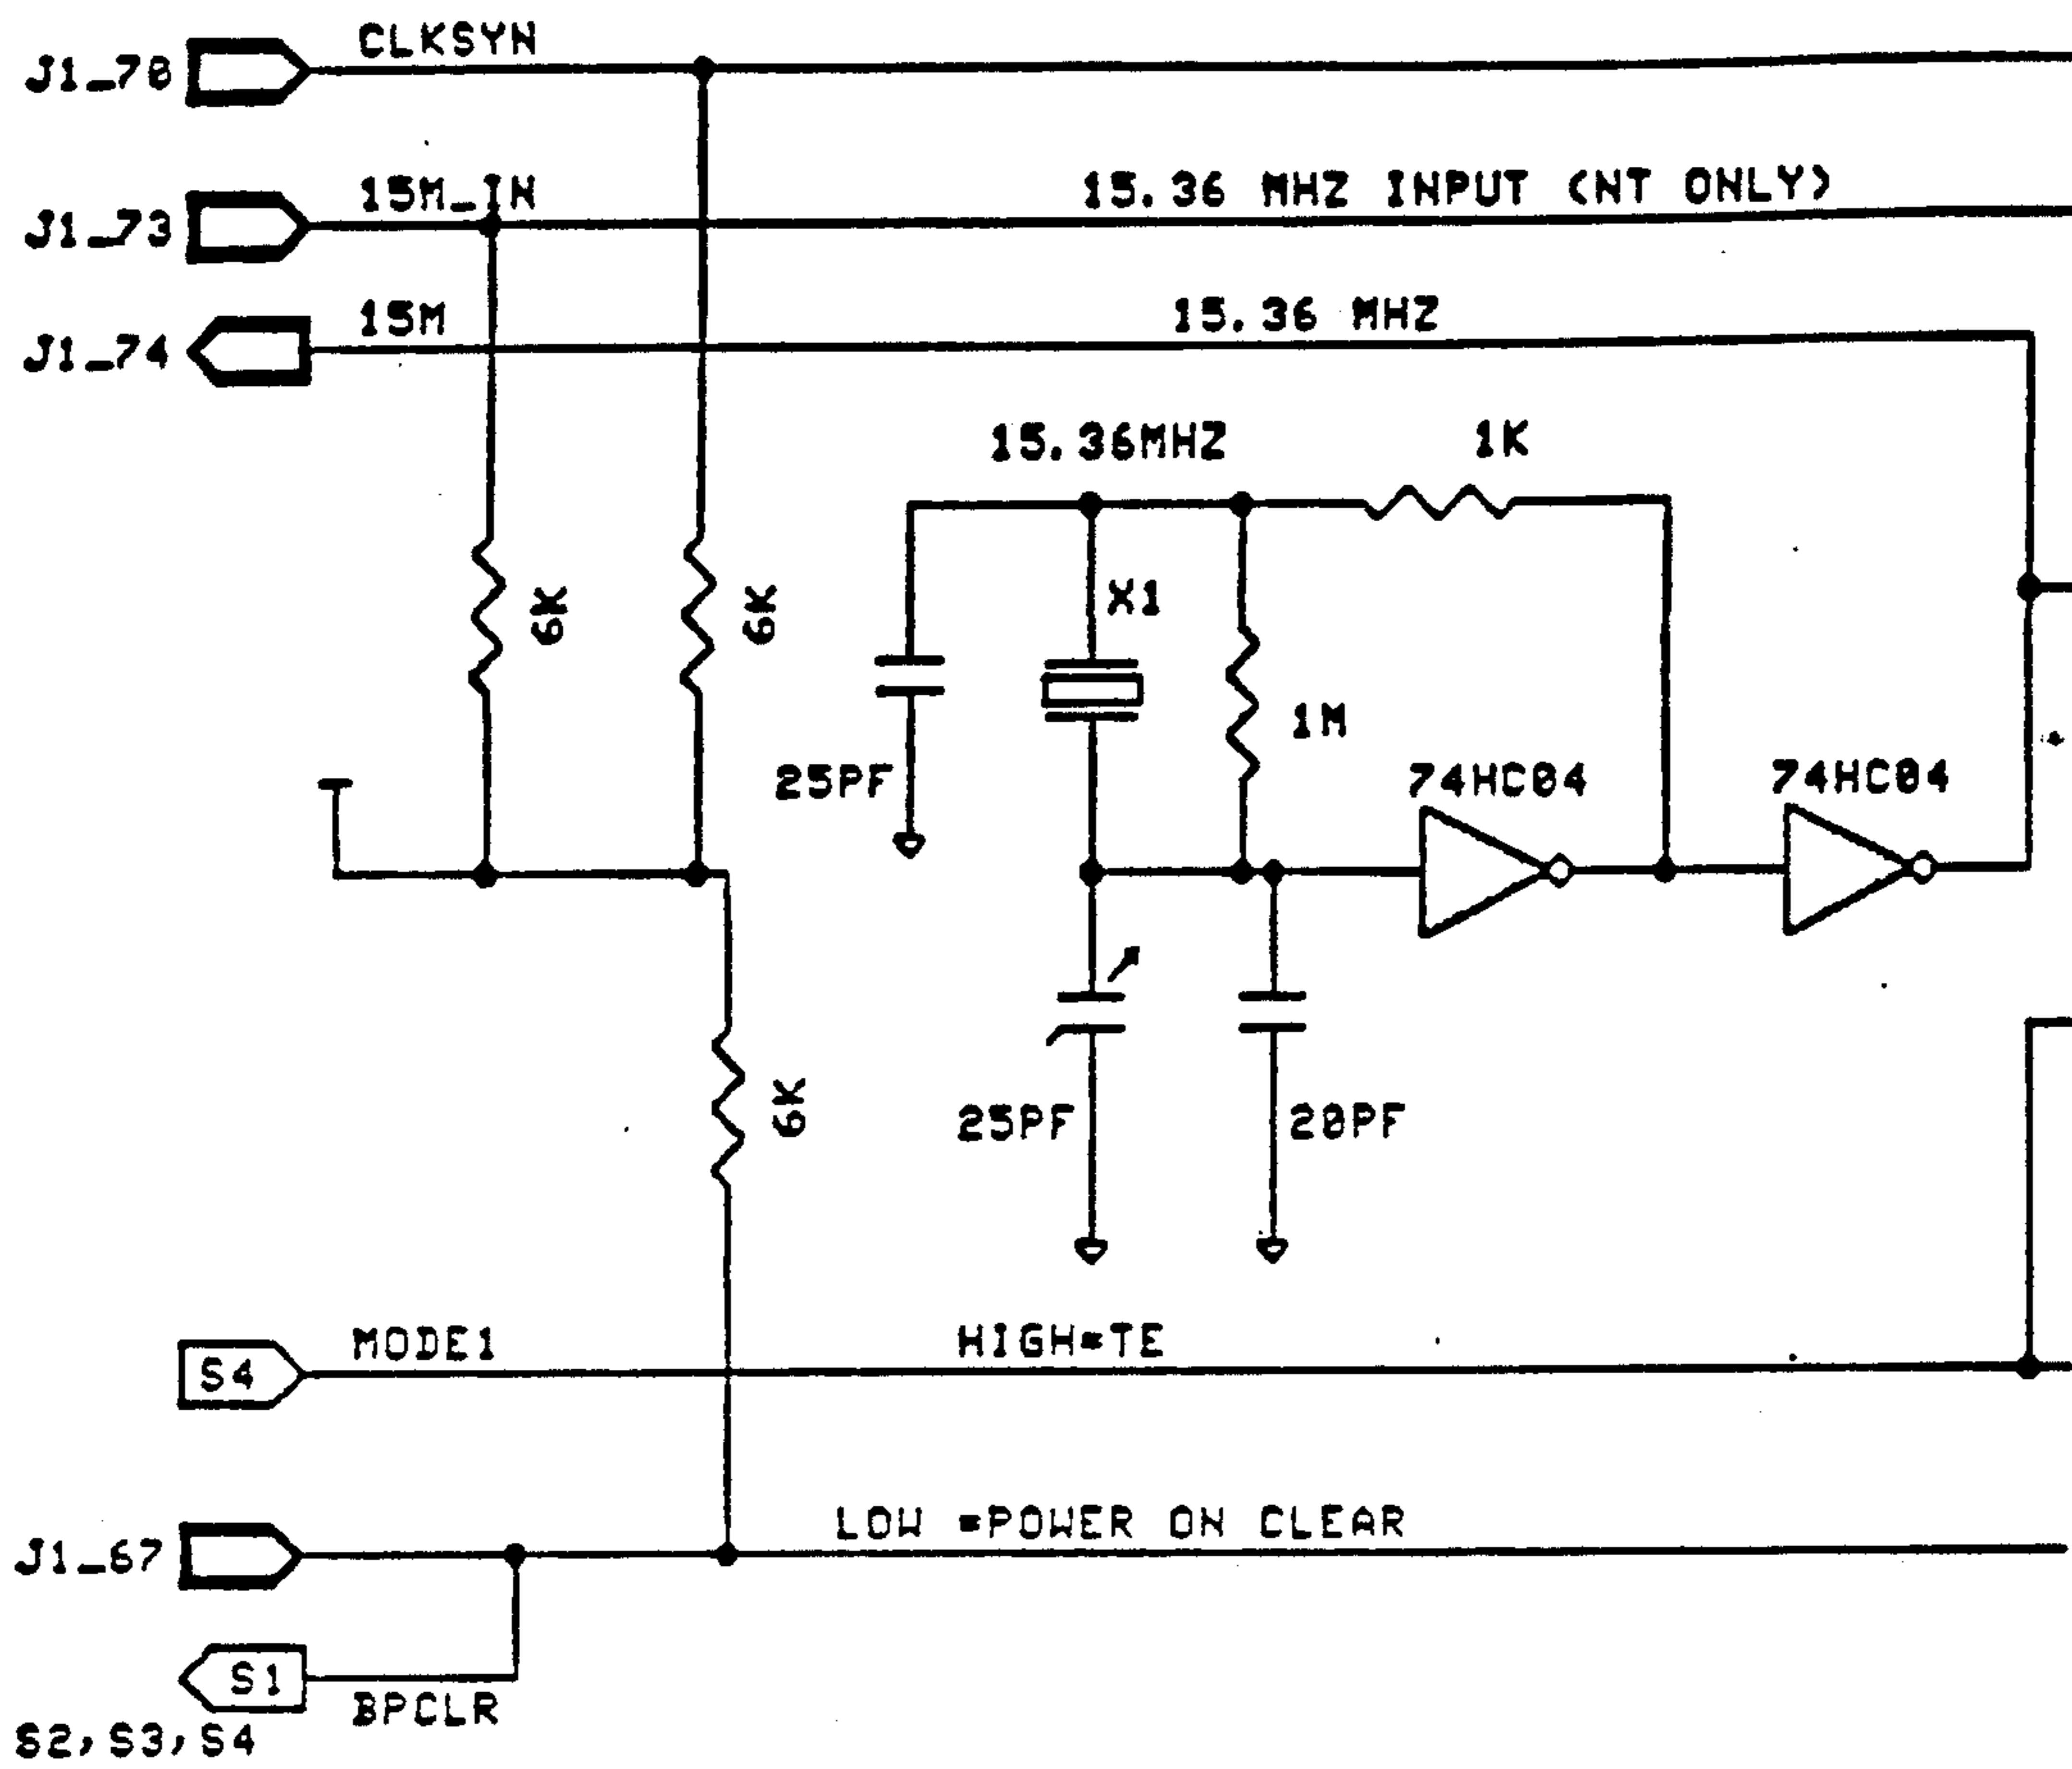 CLKSYN
J1_70
15M_IN
15.36 MHZ INPUT (NT ONLY)
J1_73
15M
15.36 MHZ
J1_74
15.36MHZ
1K
X1
6K
6K
1M
25PF
74HC04
74HC04
6K
25PF
20PF
MODE1
HIGH=TE
S4
LOW =POWER ON CLEAR
J1_67
S1
BPCLR
S2,S3,S4